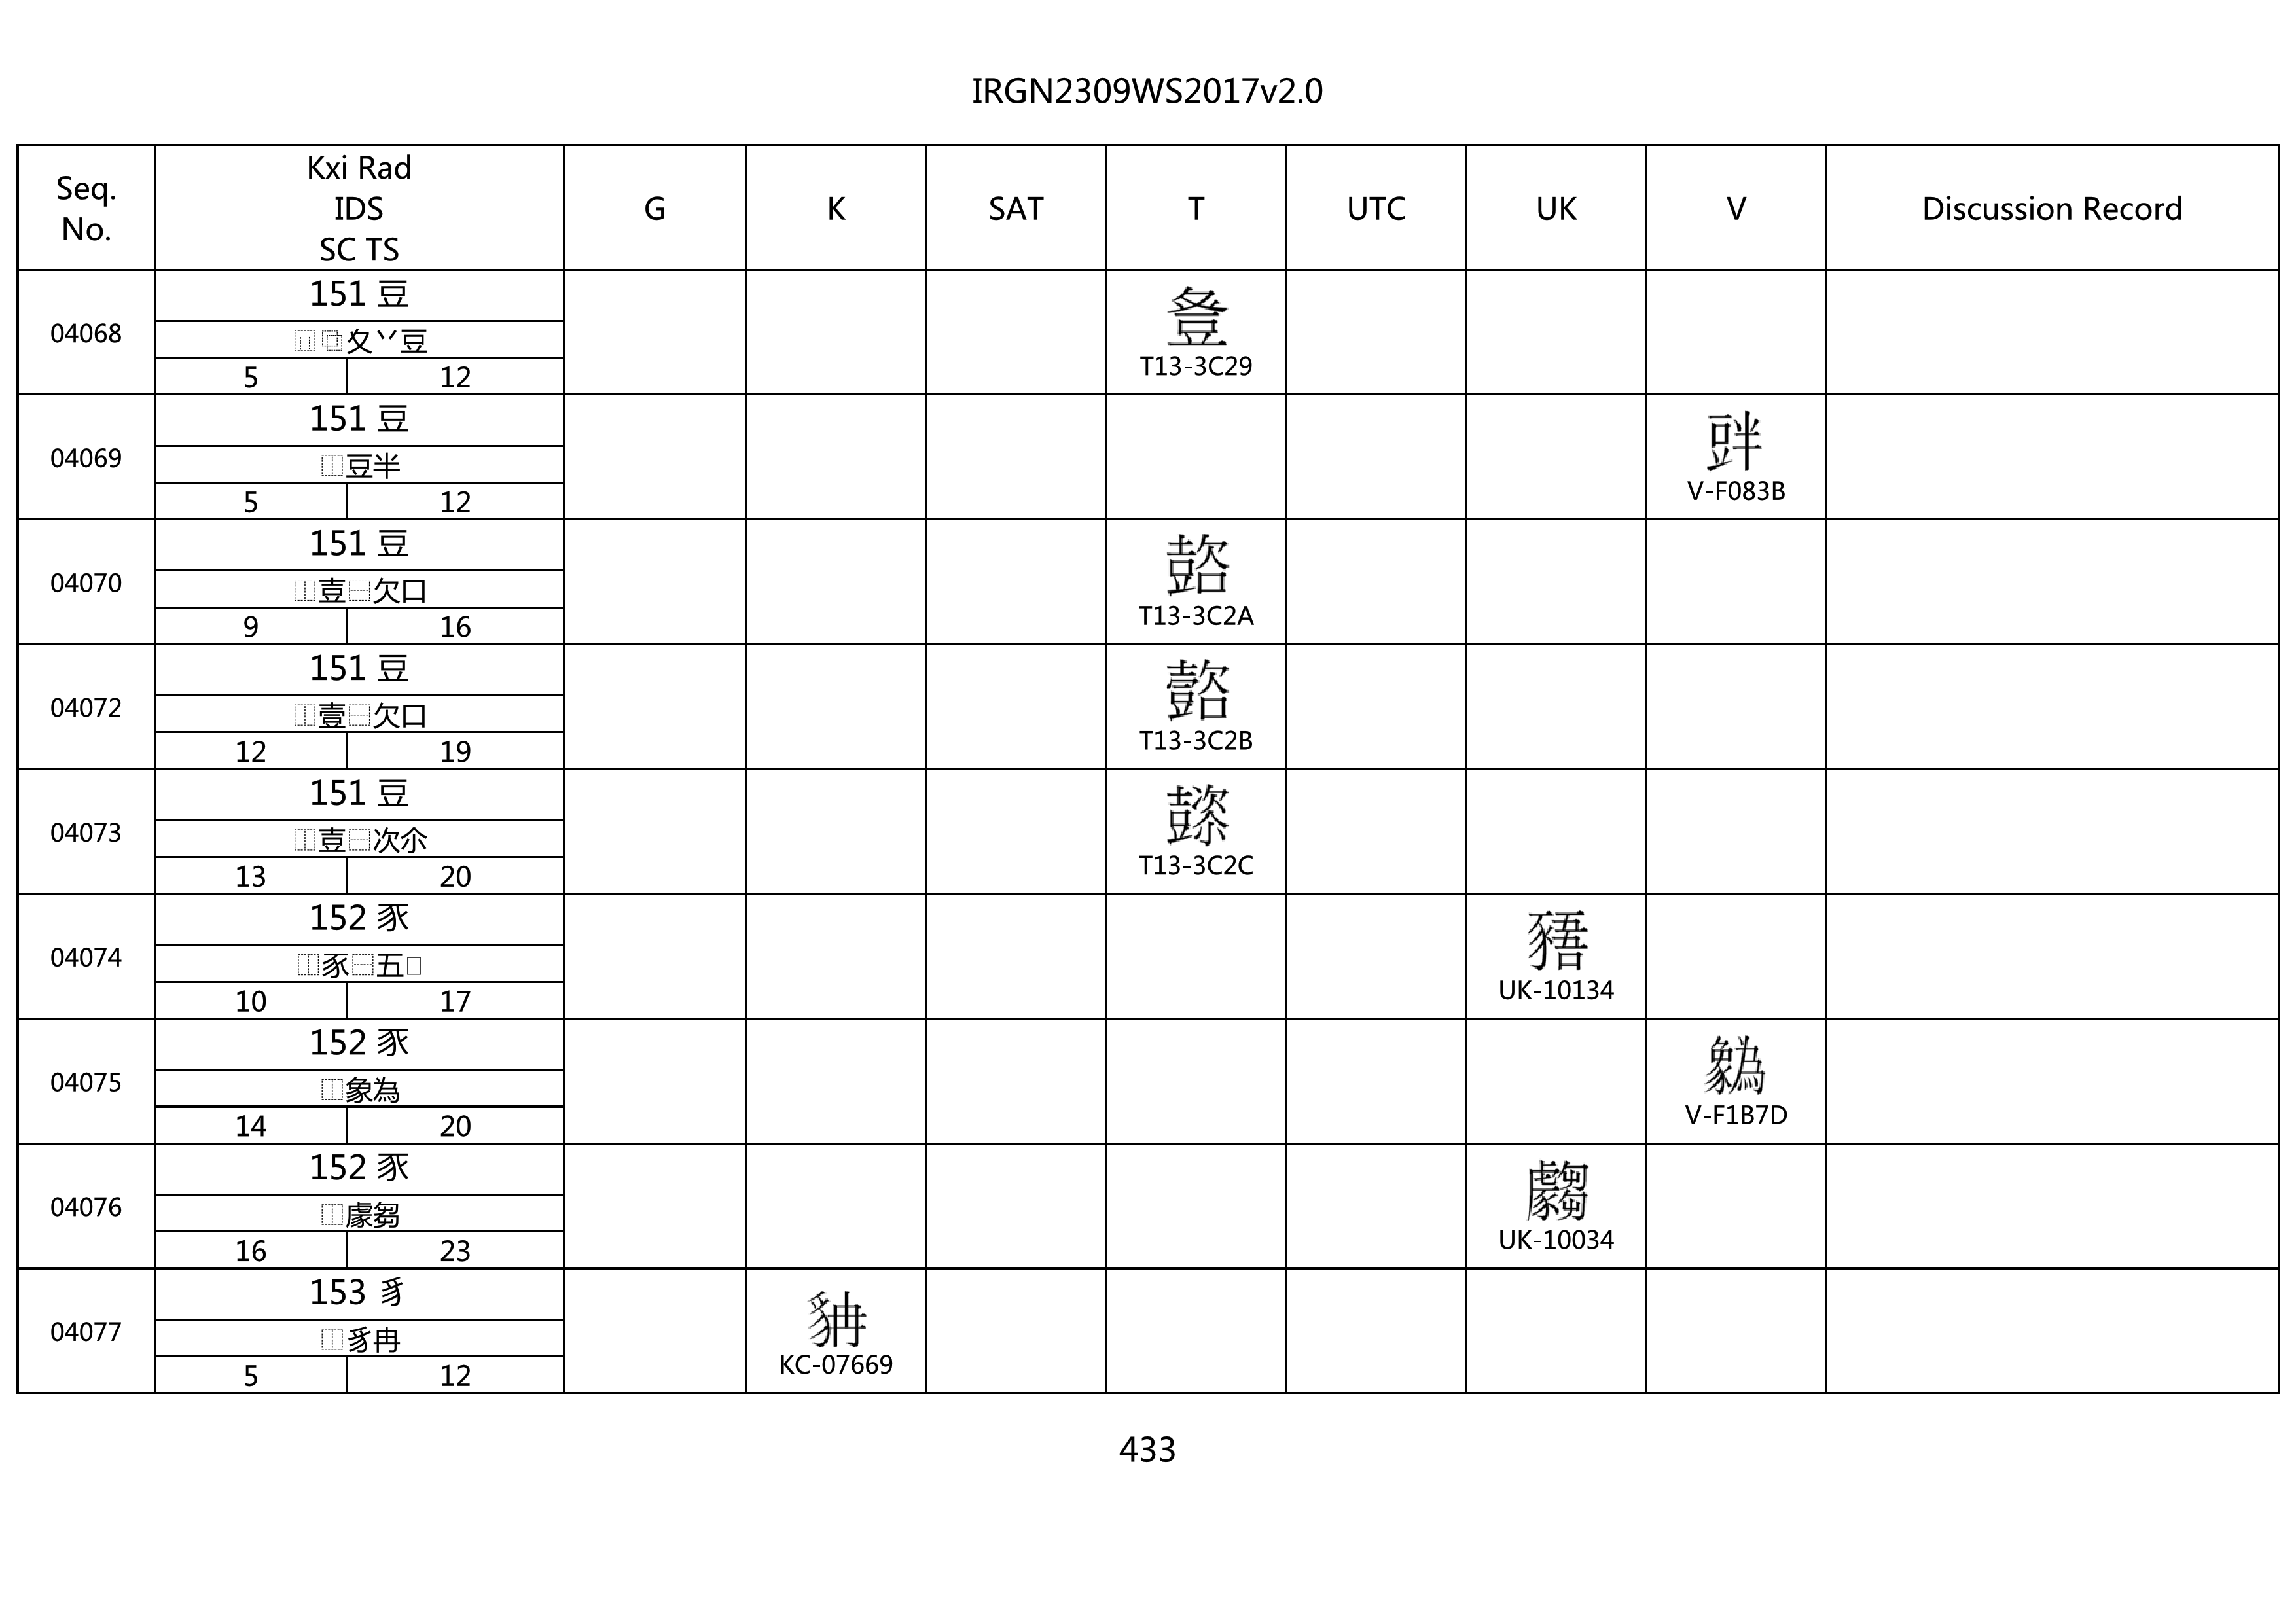 IRGN2309WS2017v2.0
Seq. No.
Kxi Rad IDS SC TS
G
K
SAT
T
UTC
UK
V
Discussion Record
04068
151 豆
⿵⿻夂丷豆
5 12
T13-3C29
04069
151 豆
⿰豆半
5 12
V-F083B
04070
151 豆
⿰壴⿱欠口
9 16
T13-3C2A
04072
151 豆
⿰壹⿱欠口
12 19
T13-3C2B
04073
151 豆
⿰壴⿱次尒
13 20
T13-3C2C
04074
152 豕
⿰豕⿱五
10 17
UK-10134
04075
152 豕
⿰象為
14 20
V-F1B7D
04076
152 豕
⿰豦芻
16 23
UK-10034
04077
153 豸
⿰豸冉
5 12
KC-07669
433